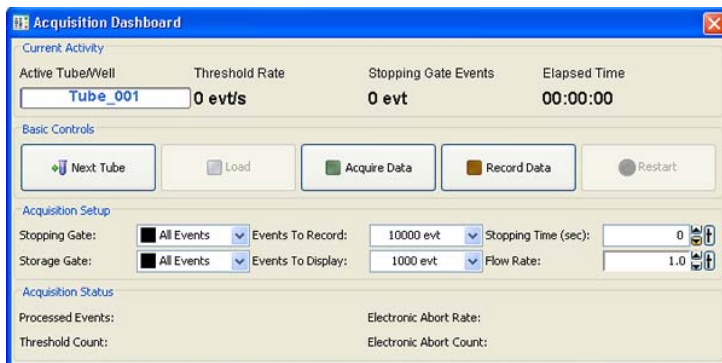 Acquisition Dashboard
Current Activity
Active Tube/Well Threshold Rate Stopping Gate Events Elapsed Time
Tube_001 0 evt/s 0 evt 00:00:00
Basic Controls
Next Tube Load Acquire Data Record Data Restart
Acquisition Setup
Stopping Gate: All Events Events To Record: 10000 evt Stopping Time (sec): 0
Storage Gate: All Events Events To Display: 1000 evt Flow Rate: 1.0
Acquisition Status
Processed Events: Electronic Abort Rate:
Threshold Count: Electronic Abort Count: